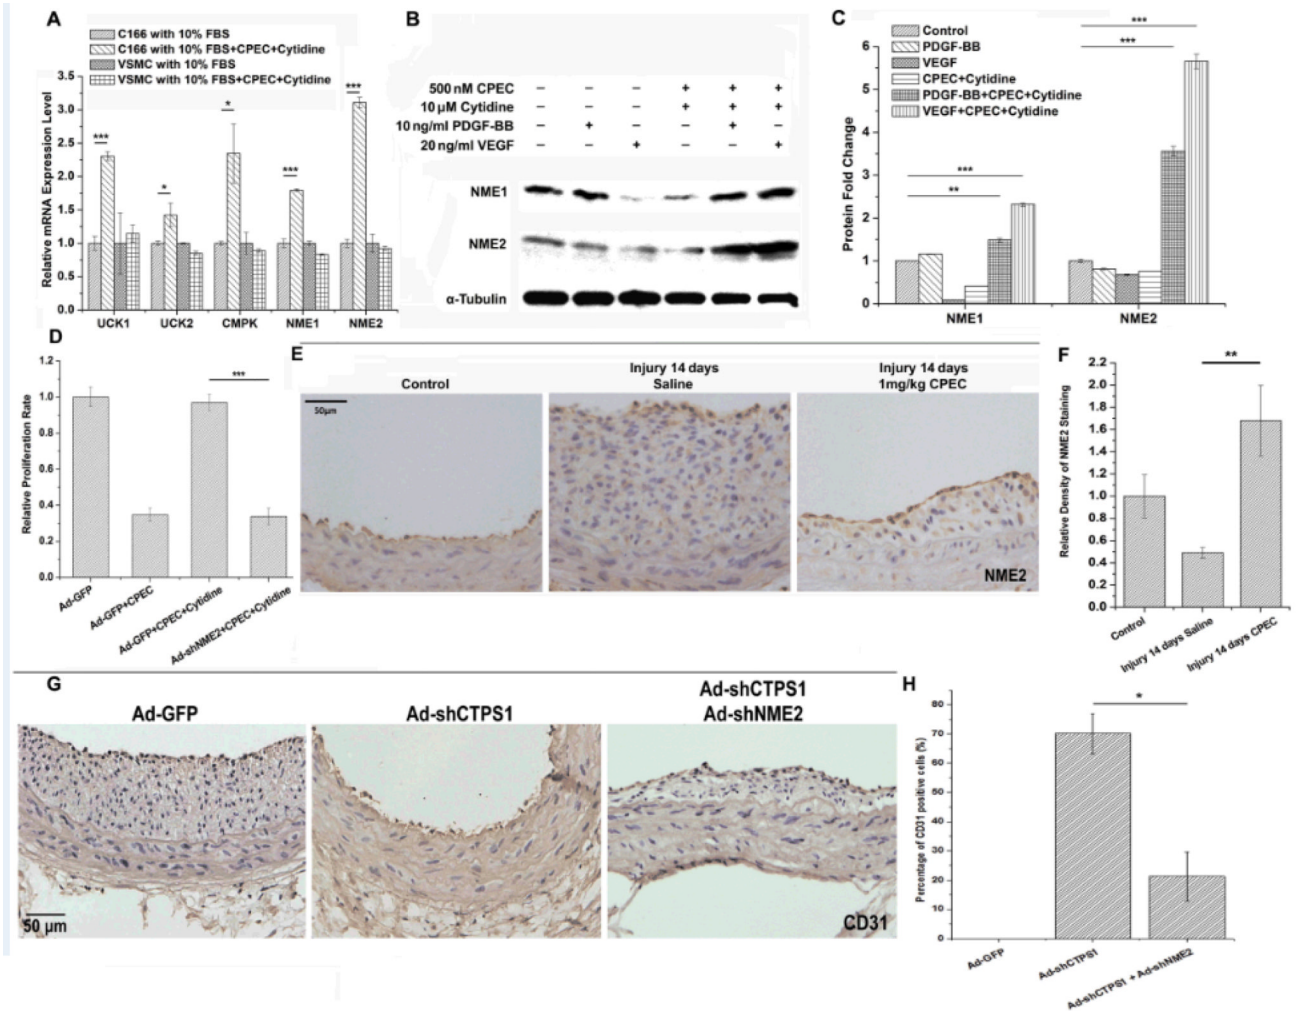 A
C166 with 10% FBS
C166 with 10% FBS+CPEC+Cytidine
VSMC with 10% FBS
VSMC with 10% FBS+CPEC+Cytidine
Relative mRNA Expression Level
3.5
3.0
2.5
2.0
1.5
1.0
0.5
0.0
***
*
*
***
***
UCK1 UCK2 CMPK NME1 NME2
B
500 nM CPEC – – – + + +
10 µM Cytidine – – – + + +
10 ng/ml PDGF-BB – + – – + –
20 ng/ml VEGF – – + – – +
NME1
NME2
α-Tubulin
C
Control
PDGF-BB
VEGF
CPEC+Cytidine
PDGF-BB+CPEC+Cytidine
VEGF+CPEC+Cytidine
Protein Fold Change
6
5
4
3
2
1
0
***
**
***
***
NME1 NME2
D
Relative Proliferation Rate
1.2
1.0
0.8
0.6
0.4
0.2
0.0
***
Ad-GFP
Ad-GFP+CPEC
Ad-GFP+CPEC+Cytidine
Ad-shNME2+CPEC+Cytidine
E
Control
50µm
Injury 14 days
Saline
Injury 14 days
1mg/kg CPEC
NME2
F
Relative Density of NME2 Staining
2.2
2.0
1.8
1.6
1.4
1.2
1.0
0.8
0.6
0.4
0.2
0.0
**
Control
Injury 14 days Saline
Injury 14 days CPEC
G
Ad-GFP
50 µm
Ad-shCTPS1
Ad-shCTPS1
Ad-shNME2
CD31
H
Percentage of CD31 positive cells (%)
80
70
60
50
40
30
20
10
0
*
Ad-GFP
Ad-shCTPS1
Ad-shCTPS1 + Ad-shNME2